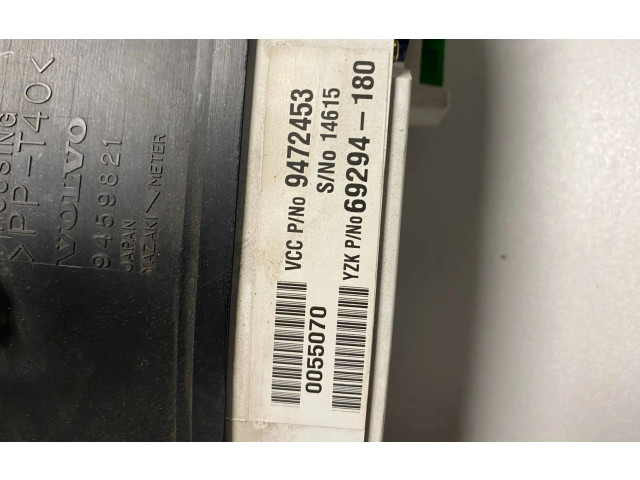 >PP-T40<
VOLVO
9459821
JAPAN
YAZAKI METER
VCC P/No 9472453
S/No 14615
YZK P/No 69294-180
0055070